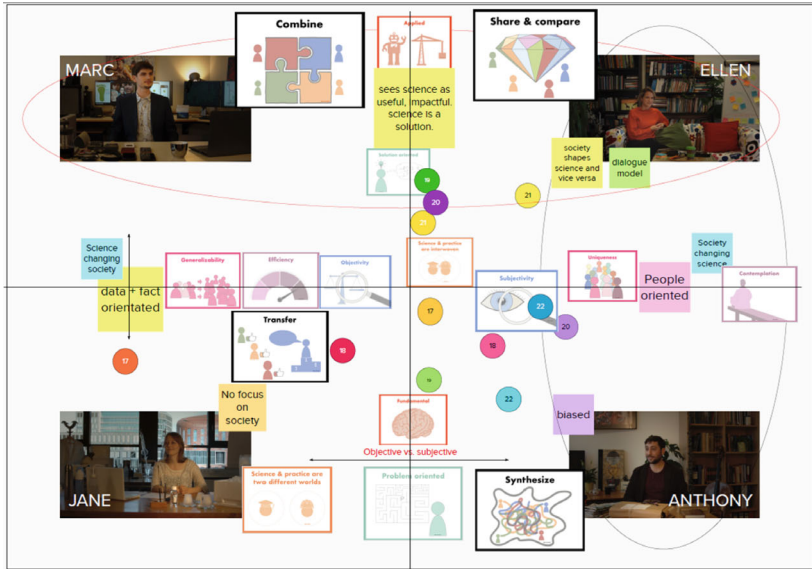 MARC
Combine
Applied
Share & compare
ELLEN
sees science as
useful, impactful.
science is a
solution.
Solution oriented
society
shapes
science and
vice versa
dialogue
model
19
20
21
21
Science
changing
society
Generalizability
Efficiency
Objectivity
Science & practice
are interwoven
Subjectivity
Uniqueness
Society
changing
science
People
oriented
Contemplation
data + fact
orientated
Transfer
17
22
20
17
18
18
22
No focus
on
society
Fundamental
biased
Objective vs. subjective
JANE
Science & practice are
two different worlds
Problem oriented
Synthesize
ANTHONY